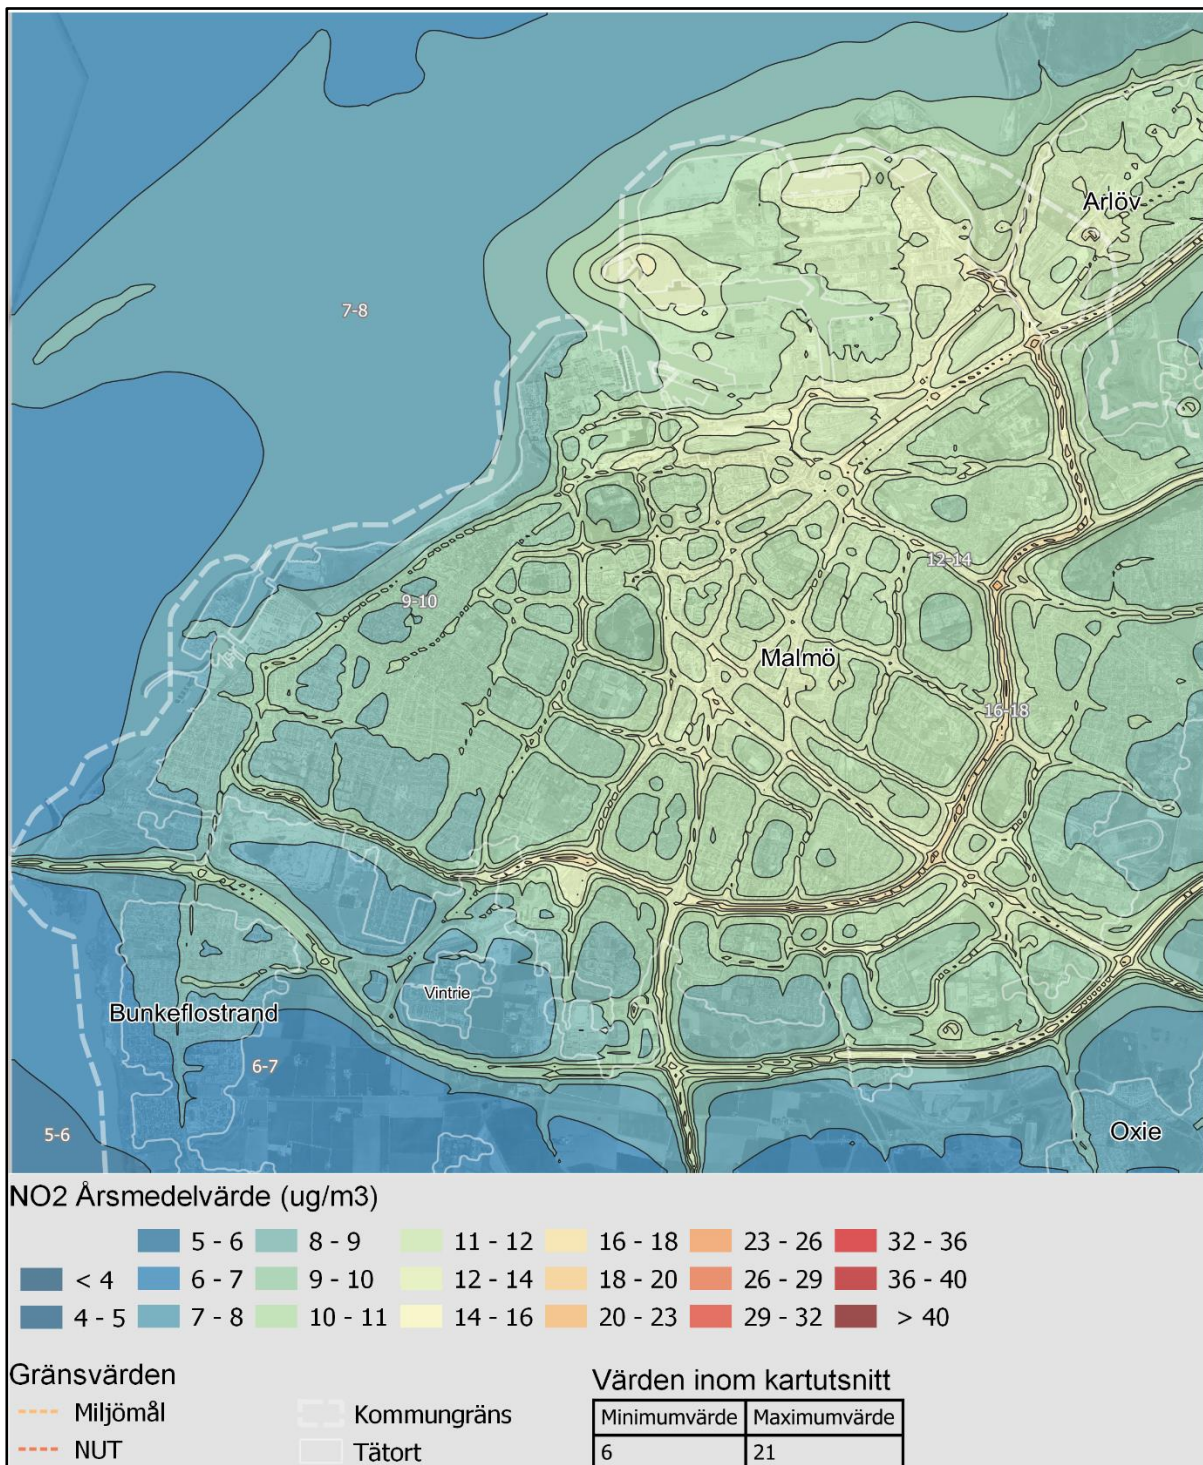 Arlöv
7-8
12-14
9-10
Malmö
16-18
Vintrie
Bunkeflostrand
6-7
5-6
Oxie
NO2 Årsmedelvärde (ug/m3)
5 - 6 8 - 9 11 - 12 16 - 18 23 - 26 32 - 36
< 4 6 - 7 9 - 10 12 - 14 18 - 20 26 - 29 36 - 40
4 - 5 7 - 8 10 - 11 14 - 16 20 - 23 29 - 32 > 40
Gränsvärden
Värden inom kartutsnitt
Miljömål Kommungräns Minimumvärde Maximumvärde
NUT Tätort 6 21